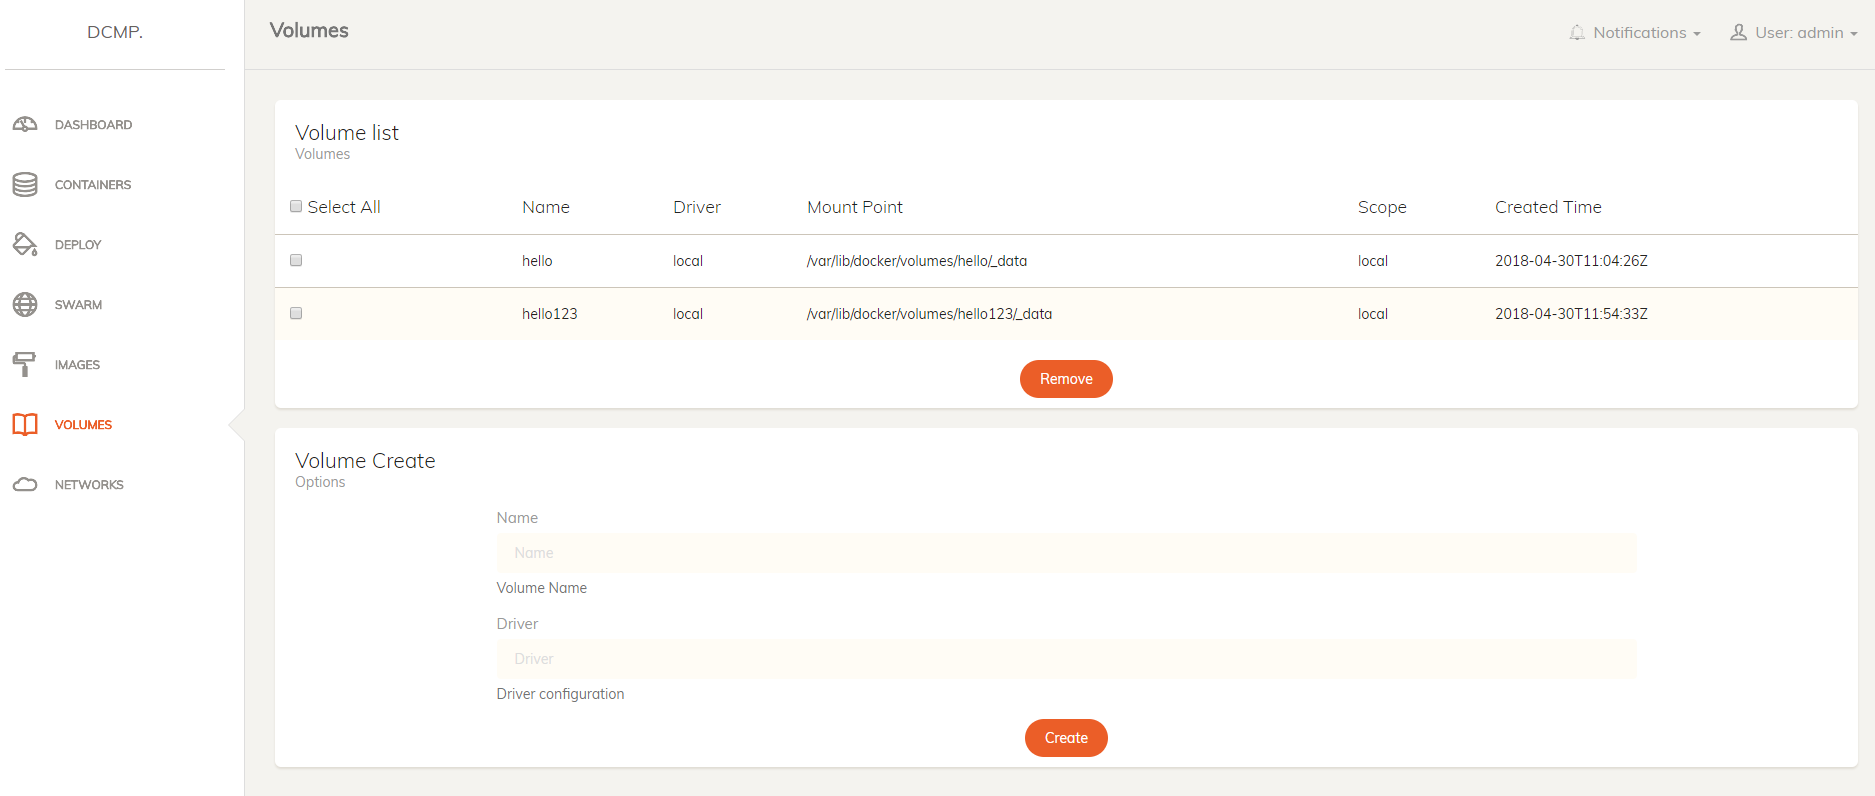 DCMP.
Volumes
Notifications
User: admin
DASHBOARD
CONTAINERS
DEPLOY
SWARM
IMAGES
VOLUMES
NETWORKS
Volume list
Volumes
Select All Name Driver Mount Point Scope Created Time
hello local /var/lib/docker/volumes/hello/_data local 2018-04-30T11:04:26Z
hello123 local /var/lib/docker/volumes/hello123/_data local 2018-04-30T11:54:33Z
Remove
Volume Create
Options
Name
Name
Volume Name
Driver
Driver
Driver configuration
Create